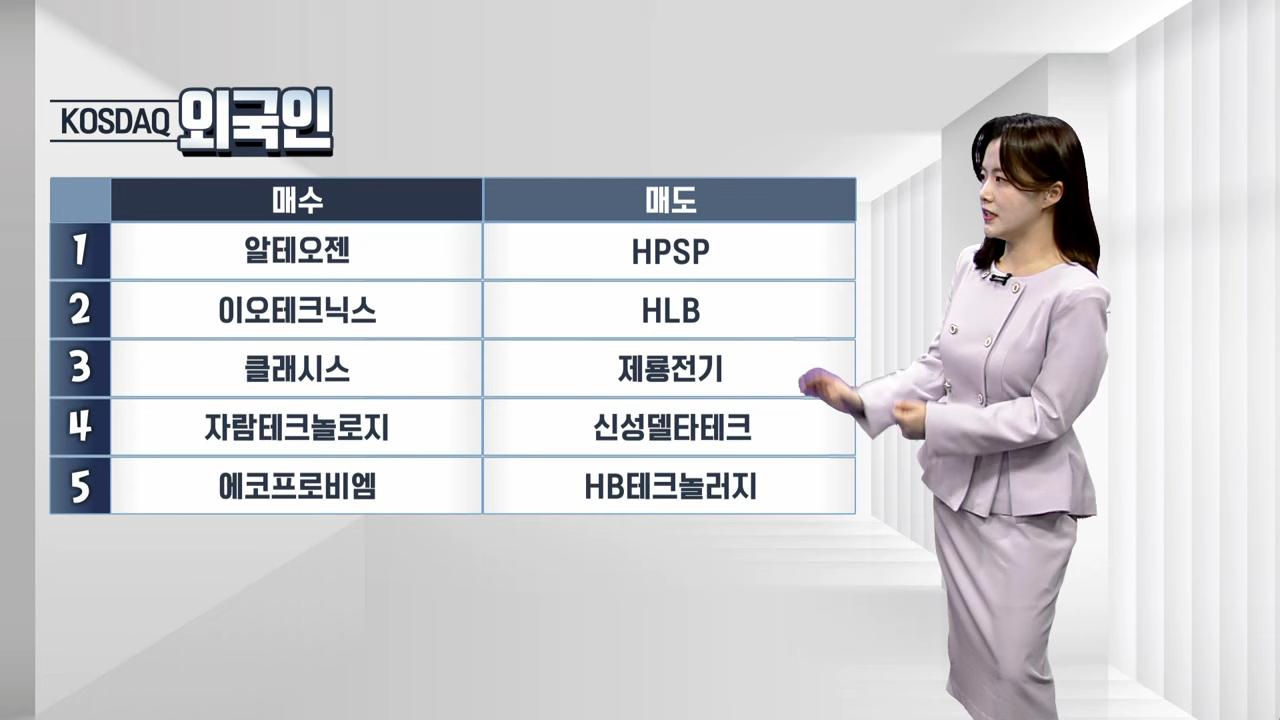 KOSDAQ 외국인
매수 매도
1 알테오젠 HPSP
2 이오테크닉스 HLB
3 클래시스 제룡전기
4 자람테크놀로지 신성델타테크
5 에코프로비엠 HB테크놀러지